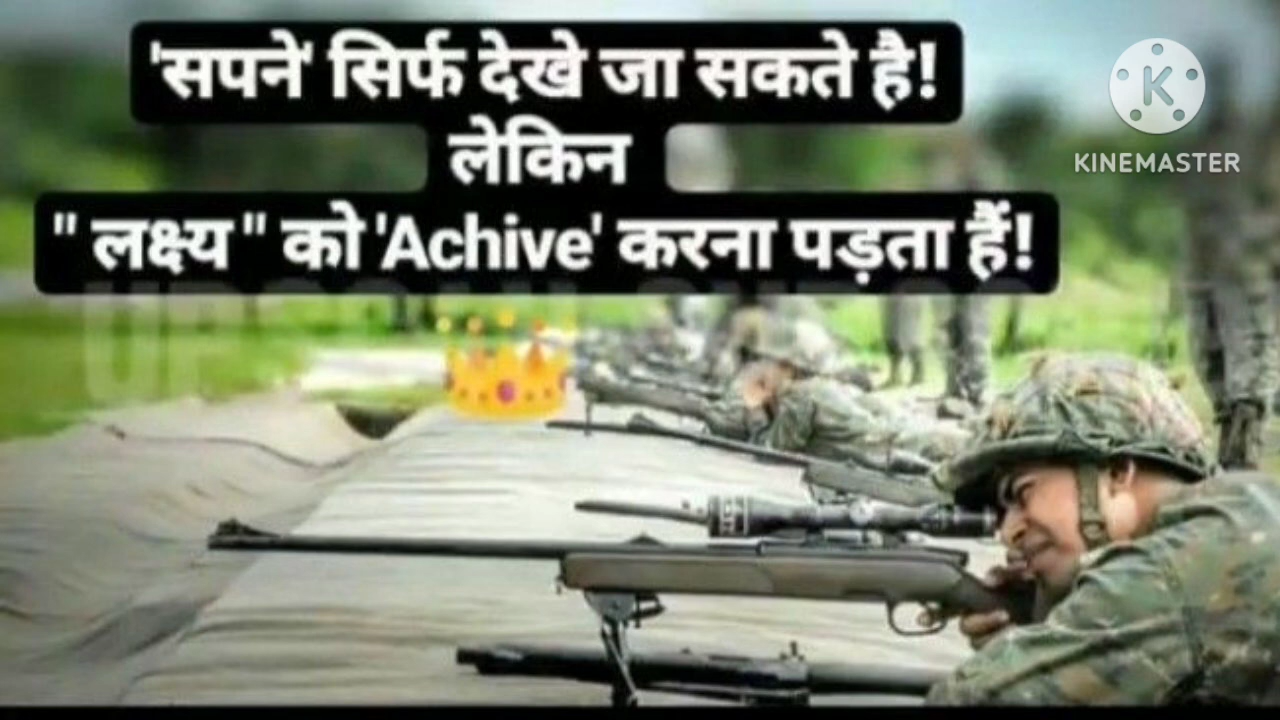 'सपने' सिर्फ देखे जा सकते है!
लेकिन
" लक्ष्य " को 'Achive' करना पड़ता हैं!
K
KINEMASTER